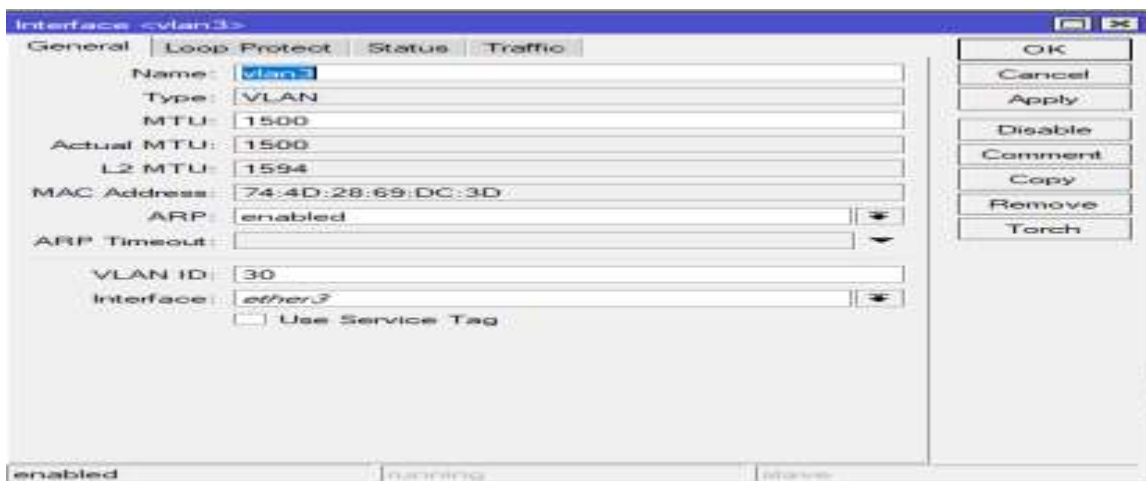 Interface <vlan3>
General Loop Protect Status Traffic
Name: vlan3
Type: VLAN
MTU: 1500
Actual MTU: 1500
L2 MTU: 1594
MAC Address: 74:4D:28:69:DC:3D
ARP: enabled
ARP Timeout:
VLAN ID: 30
Interface: ether3
Use Service Tag
OK
Cancel
Apply
Disable
Comment
Copy
Remove
Torch
enabled running slave